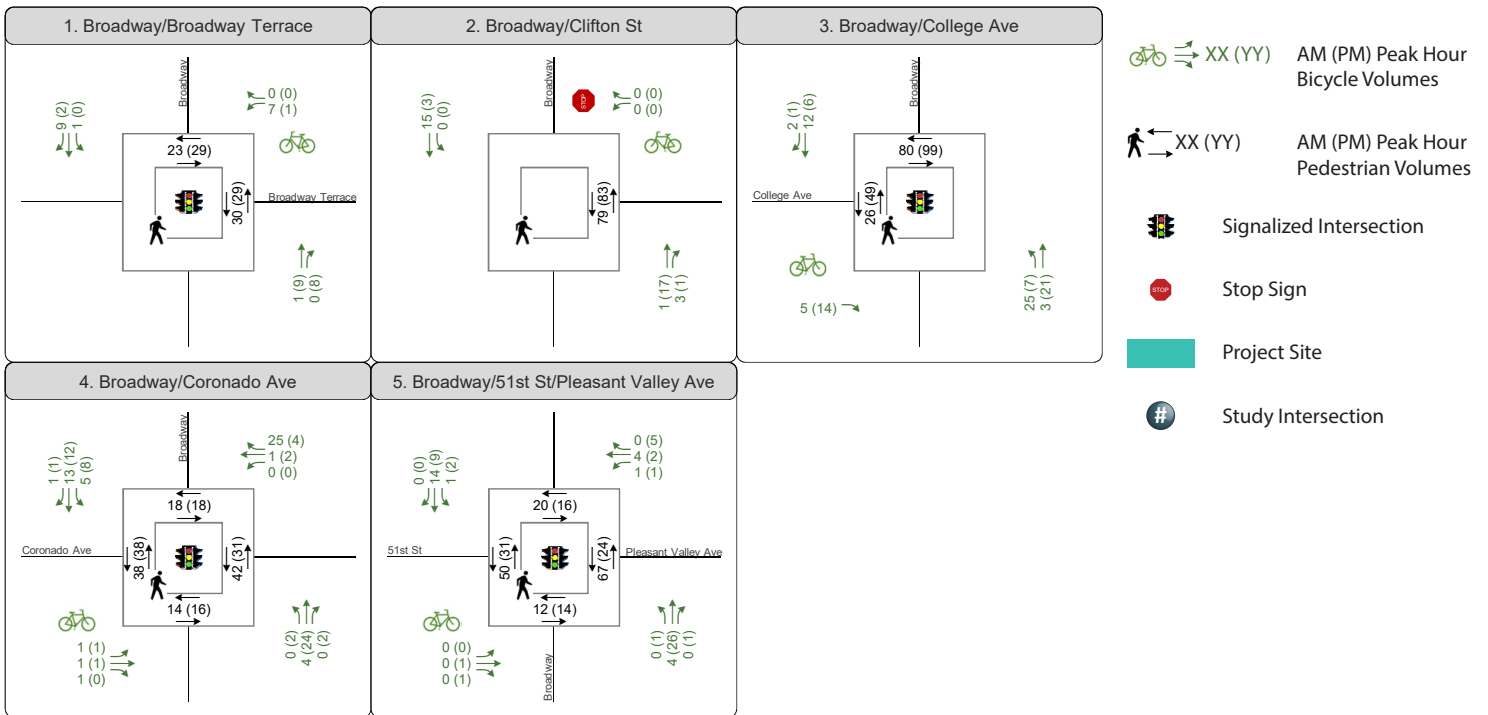 1. Broadway/Broadway Terrace
Broadway
9 (2)
1 (0)
0 (0)
7 (1)
23 (29)
30 (29)
Broadway Terrace
1 (9)
0 (8)
2. Broadway/Clifton St
Broadway
STOP
15 (3)
0 (0)
0 (0)
0 (0)
79 (83)
1 (17)
3 (1)
3. Broadway/College Ave
Broadway
2 (1)
12 (6)
80 (99)
College Ave
26 (49)
5 (14)
25 (7)
3 (21)
4. Broadway/Coronado Ave
Broadway
1 (1)
13 (12)
5 (8)
25 (4)
1 (2)
0 (0)
18 (18)
Coronado Ave
38 (38)
42 (31)
14 (16)
1 (1)
1 (1)
1 (0)
0 (2)
4 (24)
0 (2)
5. Broadway/51st St/Pleasant Valley Ave
0 (0)
14 (9)
1 (2)
0 (5)
4 (2)
1 (1)
20 (16)
51st St
50 (31)
67 (24)
Pleasant Valley Ave
12 (14)
0 (0)
0 (1)
0 (1)
0 (1)
4 (26)
0 (1)
Broadway
XX (YY)
AM (PM) Peak Hour
Bicycle Volumes
XX (YY)
AM (PM) Peak Hour
Pedestrian Volumes
Signalized Intersection
STOP
Stop Sign
Project Site
#
Study Intersection